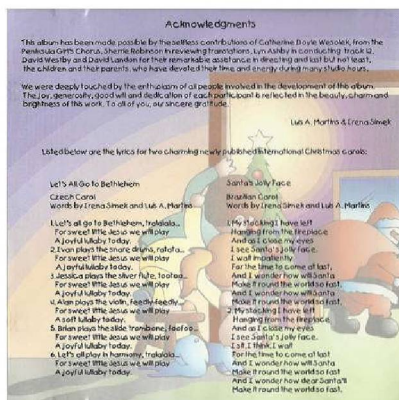 Acknowledgments
This album has been made possible by the selfless contributions of Catherine Doyle Wesolek, from the
Peninsula Girl's Chorus, Sherrie Robinson in reviewing translations, Lyn Ashby in conducting track 12,
David Westby and David Landon for their remarkable assistance in directing and last but not least,
the children and their parents, who have devoted their time and energy during many studio hours.
We were deeply touched by the enthusiasm of all people involved in the development of this album.
The joy, generosity, good will and dedication of each participant is reflected in the beauty, charm and
brightness of this work. To all of you, our sincere gratitude.
Luis A. Martins & Irena Simek
Listed below are the lyrics for two charming newly published international Christmas carols:
Let's All Go to Bethlehem
Czech Carol
Words by Irena Simek and Luis A. Martins
1. Let's all go to Bethlehem, tralalala...
For sweet little Jesus we will play
A joyful lullaby today.
2. Ivan plays the snare drums, ratata...
For sweet little Jesus we will play
A joyful lullaby today.
3. Jessica plays the silver flute, tootoo...
For sweet little Jesus we will play
A joyful lullaby today.
4. Alan plays the violin, feedly-feedly...
For sweet little Jesus we will play
A soft lullaby today.
5. Brian plays the slide trombone, foofoo...
For sweet little Jesus we will play
A joyful lullaby today.
6. Let's all play in harmony, tralalala...
For sweet little Jesus we will play
A joyful lullaby today.
Santa's Jolly Face
Brazilian Carol
Words by Irena Simek and Luis A. Martins
1. My stocking I have left
Hanging from the fireplace
And as I close my eyes
I see Santa's jolly face.
I wait impatiently
For the time to come at last,
And I wonder how will Santa
Make it round the world so fast,
And I wonder how will Santa
Make it round the world so fast.
2. My stocking I have left
Hanging from the fireplace
And as I close my eyes
I see Santa's jolly face.
I sit, I think, I wait
For the time to come at last
And I wonder how will Santa
Make it round the world so fast
And I wonder how dear Santa'll
Make it round the world so fast.